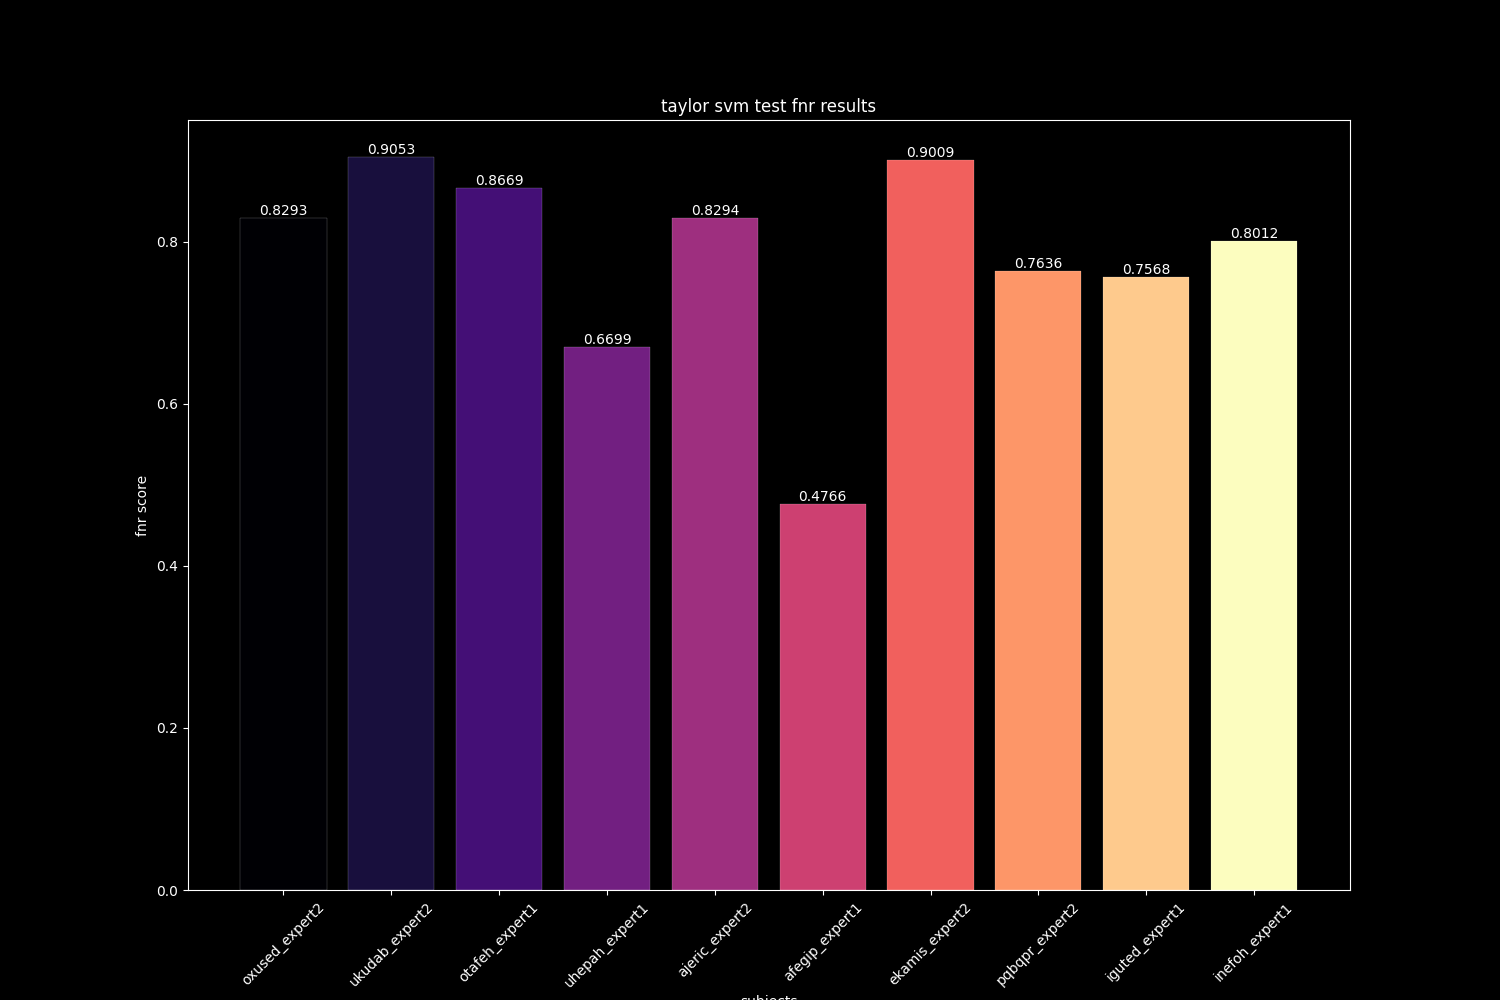 taylor svm test fnr results
0.8293
0.9053
0.8669
0.6699
0.8294
0.4766
0.9009
0.7636
0.7568
0.8012
fnr score
0.8
0.6
0.4
0.2
0.0
oxused_expert2
ukudab_expert2
otafeh_expert1
uhepah_expert1
ajeric_expert2
afegip_expert1
ekamis_expert2
pqbqpr_expert2
iguted_expert1
inefoh_expert1
subjects